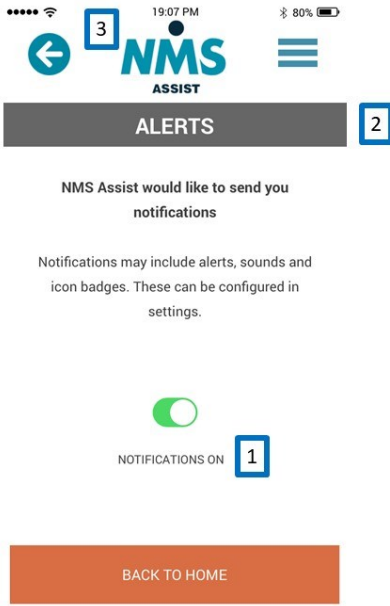 19:07 PM
80%
3
NMS
ASSIST
ALERTS
2
NMS Assist would like to send you
notifications
Notifications may include alerts, sounds and
icon badges. These can be configured in
settings.
NOTIFICATIONS ON
1
BACK TO HOME